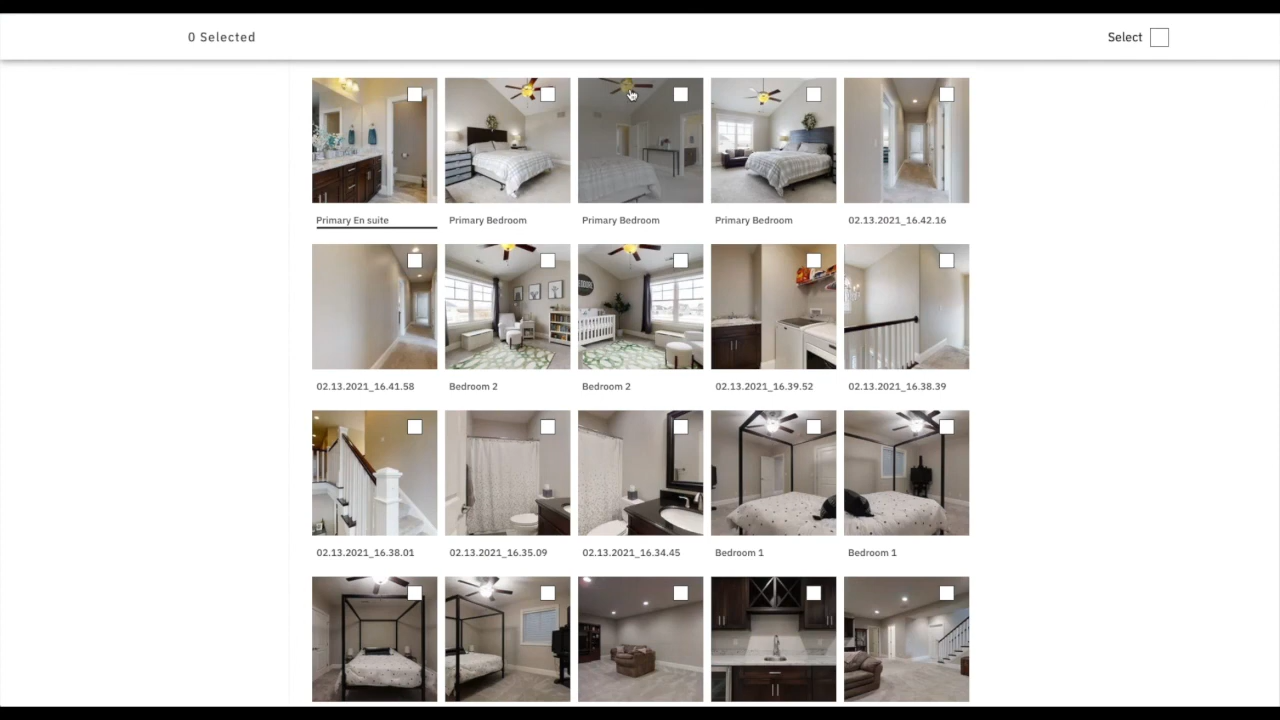 0 Selected
Select
Primary En suite
Primary Bedroom
Primary Bedroom
Primary Bedroom
02.13.2021_16.42.16
02.13.2021_16.41.58
Bedroom 2
Bedroom 2
02.13.2021_16.39.52
02.13.2021_16.38.39
02.13.2021_16.38.01
02.13.2021_16.35.09
02.13.2021_16.34.45
Bedroom 1
Bedroom 1